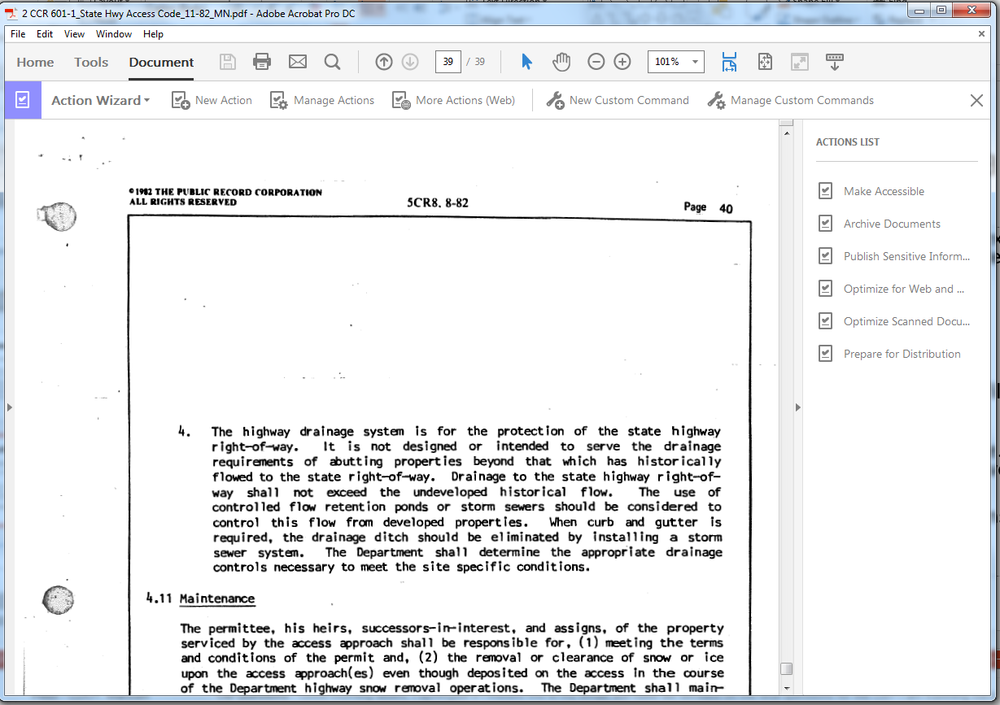 2 CCR 601-1_State Hwy Access Code_11-82_MN.pdf - Adobe Acrobat Pro DC
File Edit View Window Help
Home Tools Document 39 / 39 101%
Action Wizard New Action Manage Actions More Actions (Web) New Custom Command Manage Custom Commands
ACTIONS LIST
Make Accessible
Archive Documents
Publish Sensitive Inform...
Optimize for Web and ...
Optimize Scanned Docu...
Prepare for Distribution
©1982 THE PUBLIC RECORD CORPORATION
ALL RIGHTS RESERVED
5CR8. 8-82
Page 40
4. The highway drainage system is for the protection of the state highway
right-of-way. It is not designed or intended to serve the drainage
requirements of abutting properties beyond that which has historically
flowed to the state right-of-way. Drainage to the state highway right-of-
way shall not exceed the undeveloped historical flow. The use of
controlled flow retention ponds or storm sewers should be considered to
control this flow from developed properties. When curb and gutter is
required, the drainage ditch should be eliminated by installing a storm
sewer system. The Department shall determine the appropriate drainage
controls necessary to meet the site specific conditions.
4.11 Maintenance
The permittee, his heirs, successors-in-interest, and assigns, of the property
serviced by the access approach shall be responsible for, (1) meeting the terms
and conditions of the permit and, (2) the removal or clearance of snow or ice
upon the access approach(es) even though deposited on the access in the course
of the Department highway snow removal operations. The Department shall main-